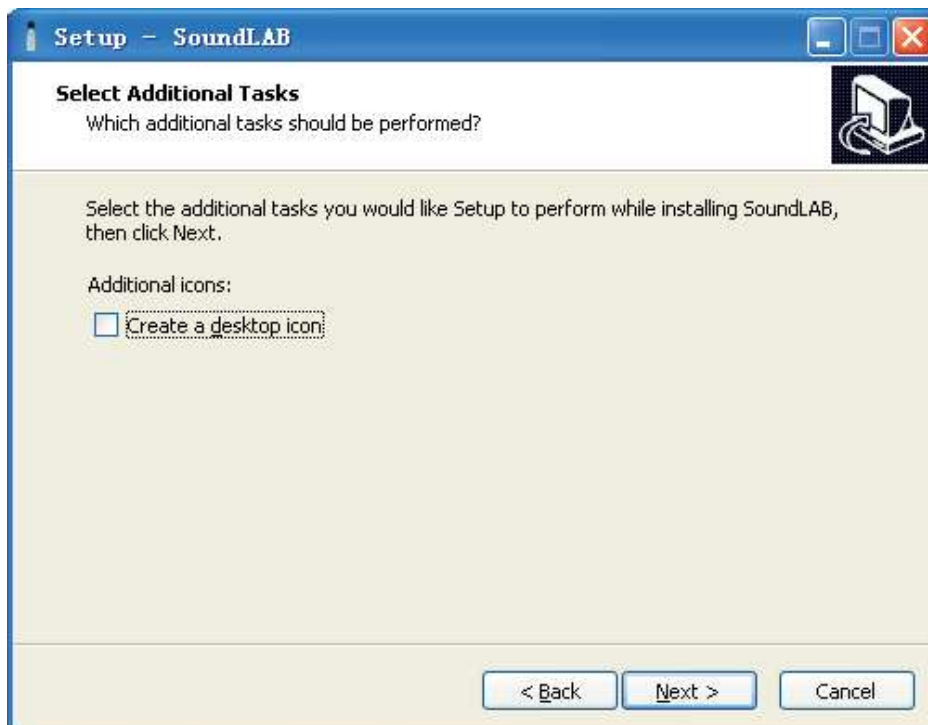 Setup - SoundLAB
Select Additional Tasks
Which additional tasks should be performed?
Select the additional tasks you would like Setup to perform while installing SoundLAB,
then click Next.
Additional icons:
Create a desktop icon
< Back
Next >
Cancel